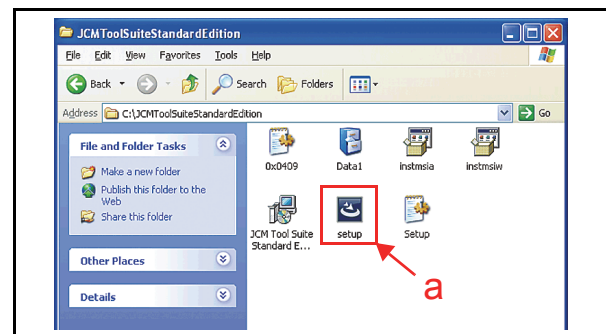 JCMToolSuiteStandardEdition
File Edit View Favorites Tools Help
Back Search Folders
Address C:\JCMToolSuiteStandardEdition Go
File and Folder Tasks
Make a new folder
Publish this folder to the
Web
Share this folder
Other Places
Details
0x0409 Data1 instmsia instmsiw
JCM Tool Suite
Standard E...
setup Setup
a